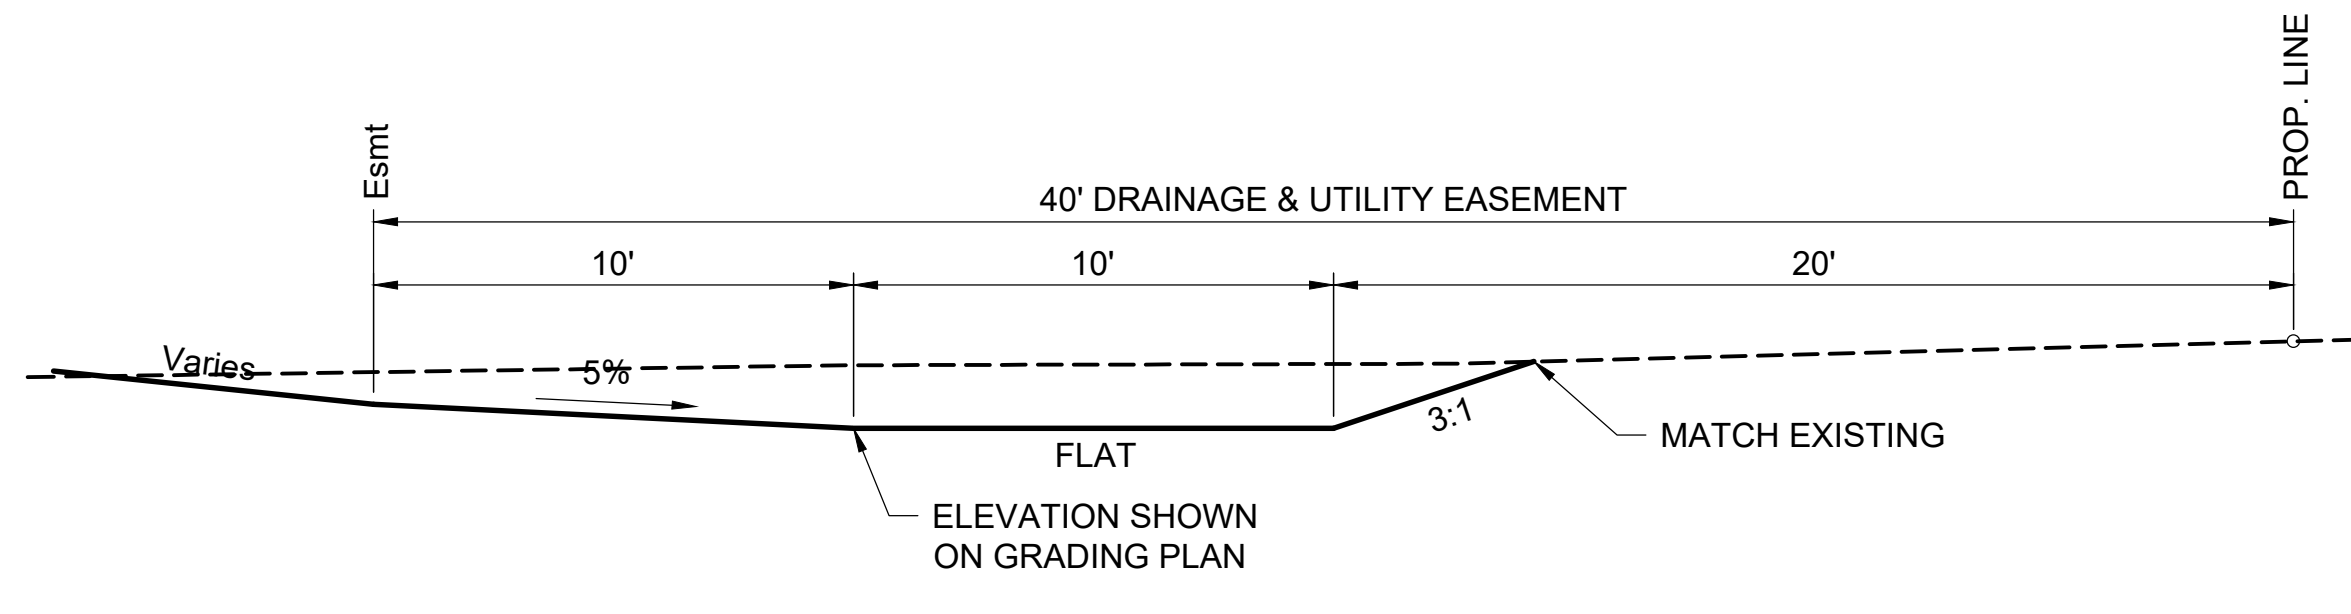 PROP. LINE
Esmt
40' DRAINAGE & UTILITY EASEMENT
10'
10'
20'
Varies
5%
3:1
MATCH EXISTING
FLAT
ELEVATION SHOWN
ON GRADING PLAN